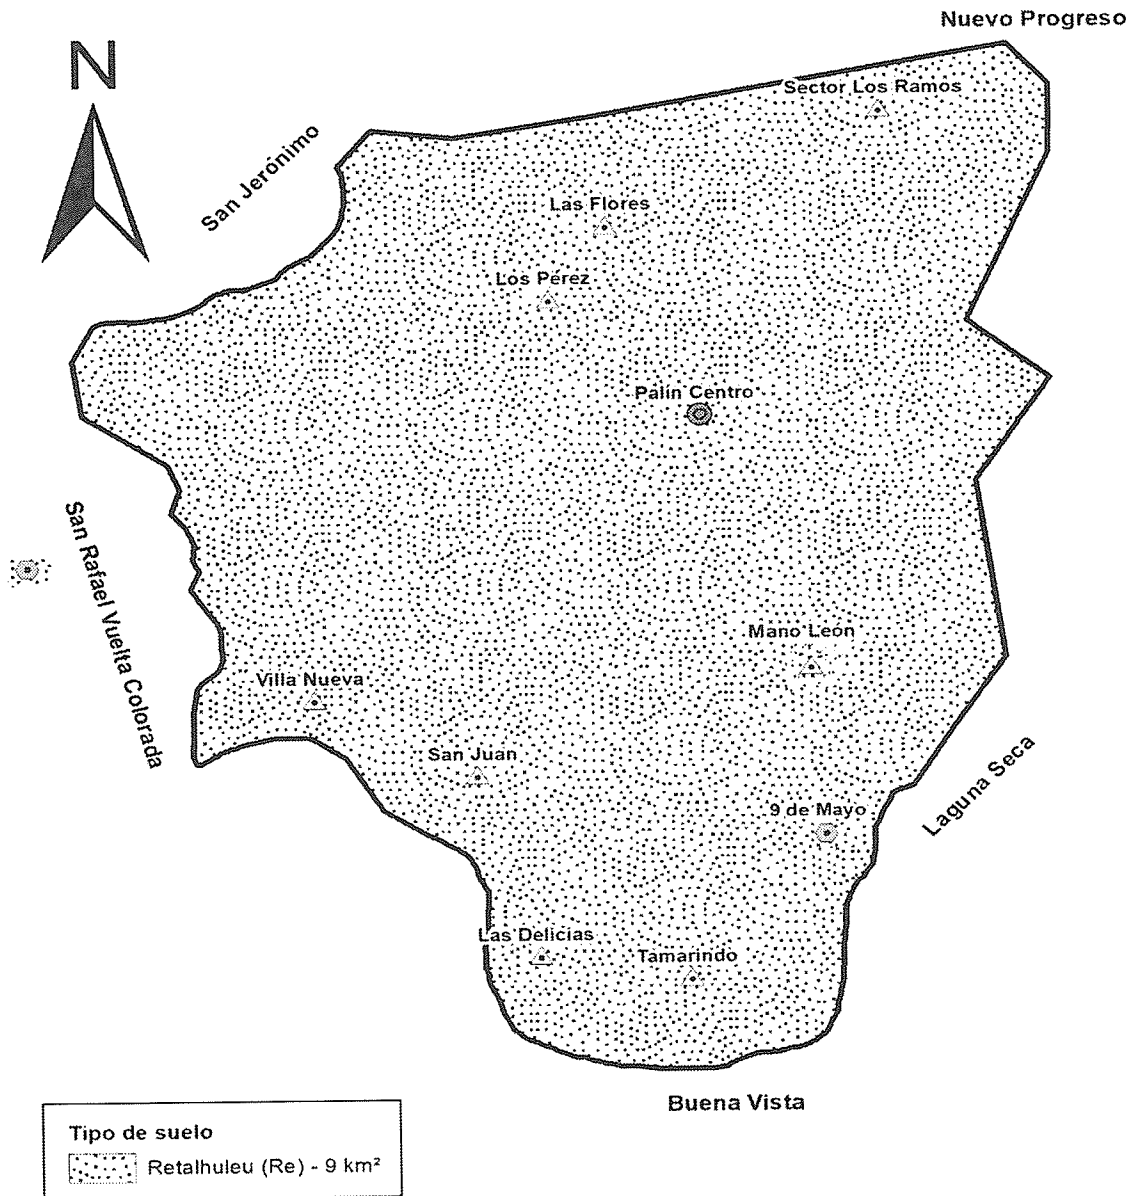 Nuevo Progreso
N
Sector Los Ramos
San Jerónimo
Las Flores
Los Pérez
Palín Centro
San Rafael Vuelta Colorada
Mano León
Villa Nueva
San Juan
Laguna Seca
9 de Mayo
Las Delicias
Tamarindo
Buena Vista
Tipo de suelo
Retalhuleu (Re) - 9 km²